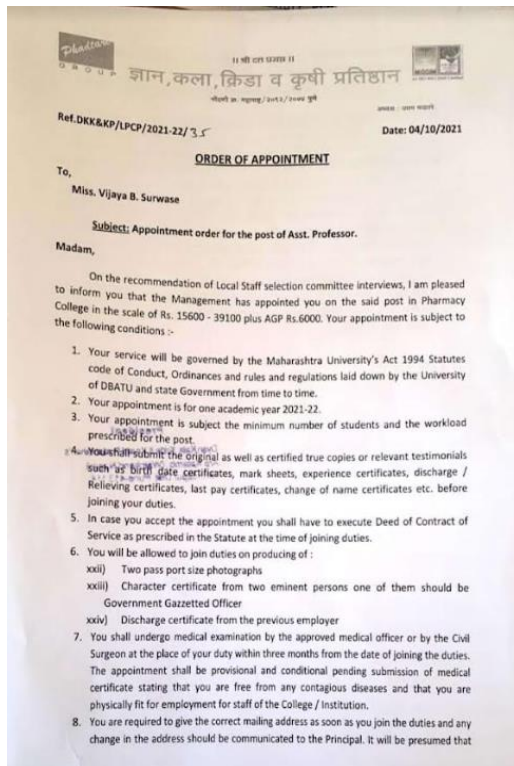 Phadtare
GROUP
ज्ञान,कला,क्रिडा व कृषी प्रतिष्ठान
Ref.DKK&KP/LPCP/2021-22/35
Date: 04/10/2021
ORDER OF APPOINTMENT
To,
Miss. Vijaya B. Surwase
Subject: Appointment order for the post of Asst. Professor.
Madam,
On the recommendation of Local Staff selection committee interviews, I am pleased
to inform you that the Management has appointed you on the said post in Pharmacy
College in the scale of Rs. 15600 - 39100 plus AGP Rs.6000. Your appointment is subject to
the following conditions :-
1. Your service will be governed by the Maharashtra University's Act 1994 Statutes
code of Conduct, Ordinances and rules and regulations laid down by the University
of DBATU and state Government from time to time.
2. Your appointment is for one academic year 2021-22.
3. Your appointment is subject the minimum number of students and the workload
prescribed for the post.
4. You shall submit the original as well as certified true copies or relevant testimonials
such as birth date certificates, mark sheets, experience certificates, discharge /
Relieving certificates, last pay certificates, change of name certificates etc. before
joining your duties.
5. In case you accept the appointment you shall have to execute Deed of Contract of
Service as prescribed in the Statute at the time of joining duties.
6. You will be allowed to join duties on producing of :
xxii) Two pass port size photographs
xxiii) Character certificate from two eminent persons one of them should be
Government Gazzetted Officer
xxiv) Discharge certificate from the previous employer
7. You shall undergo medical examination by the approved medical officer or by the Civil
Surgeon at the place of your duty within three months from the date of joining the duties.
The appointment shall be provisional and conditional pending submission of medical
certificate stating that you are free from any contagious diseases and that you are
physically fit for employment for staff of the College / Institution.
8. You are required to give the correct mailing address as soon as you join the duties and any
change in the address should be communicated to the Principal. It will be presumed that